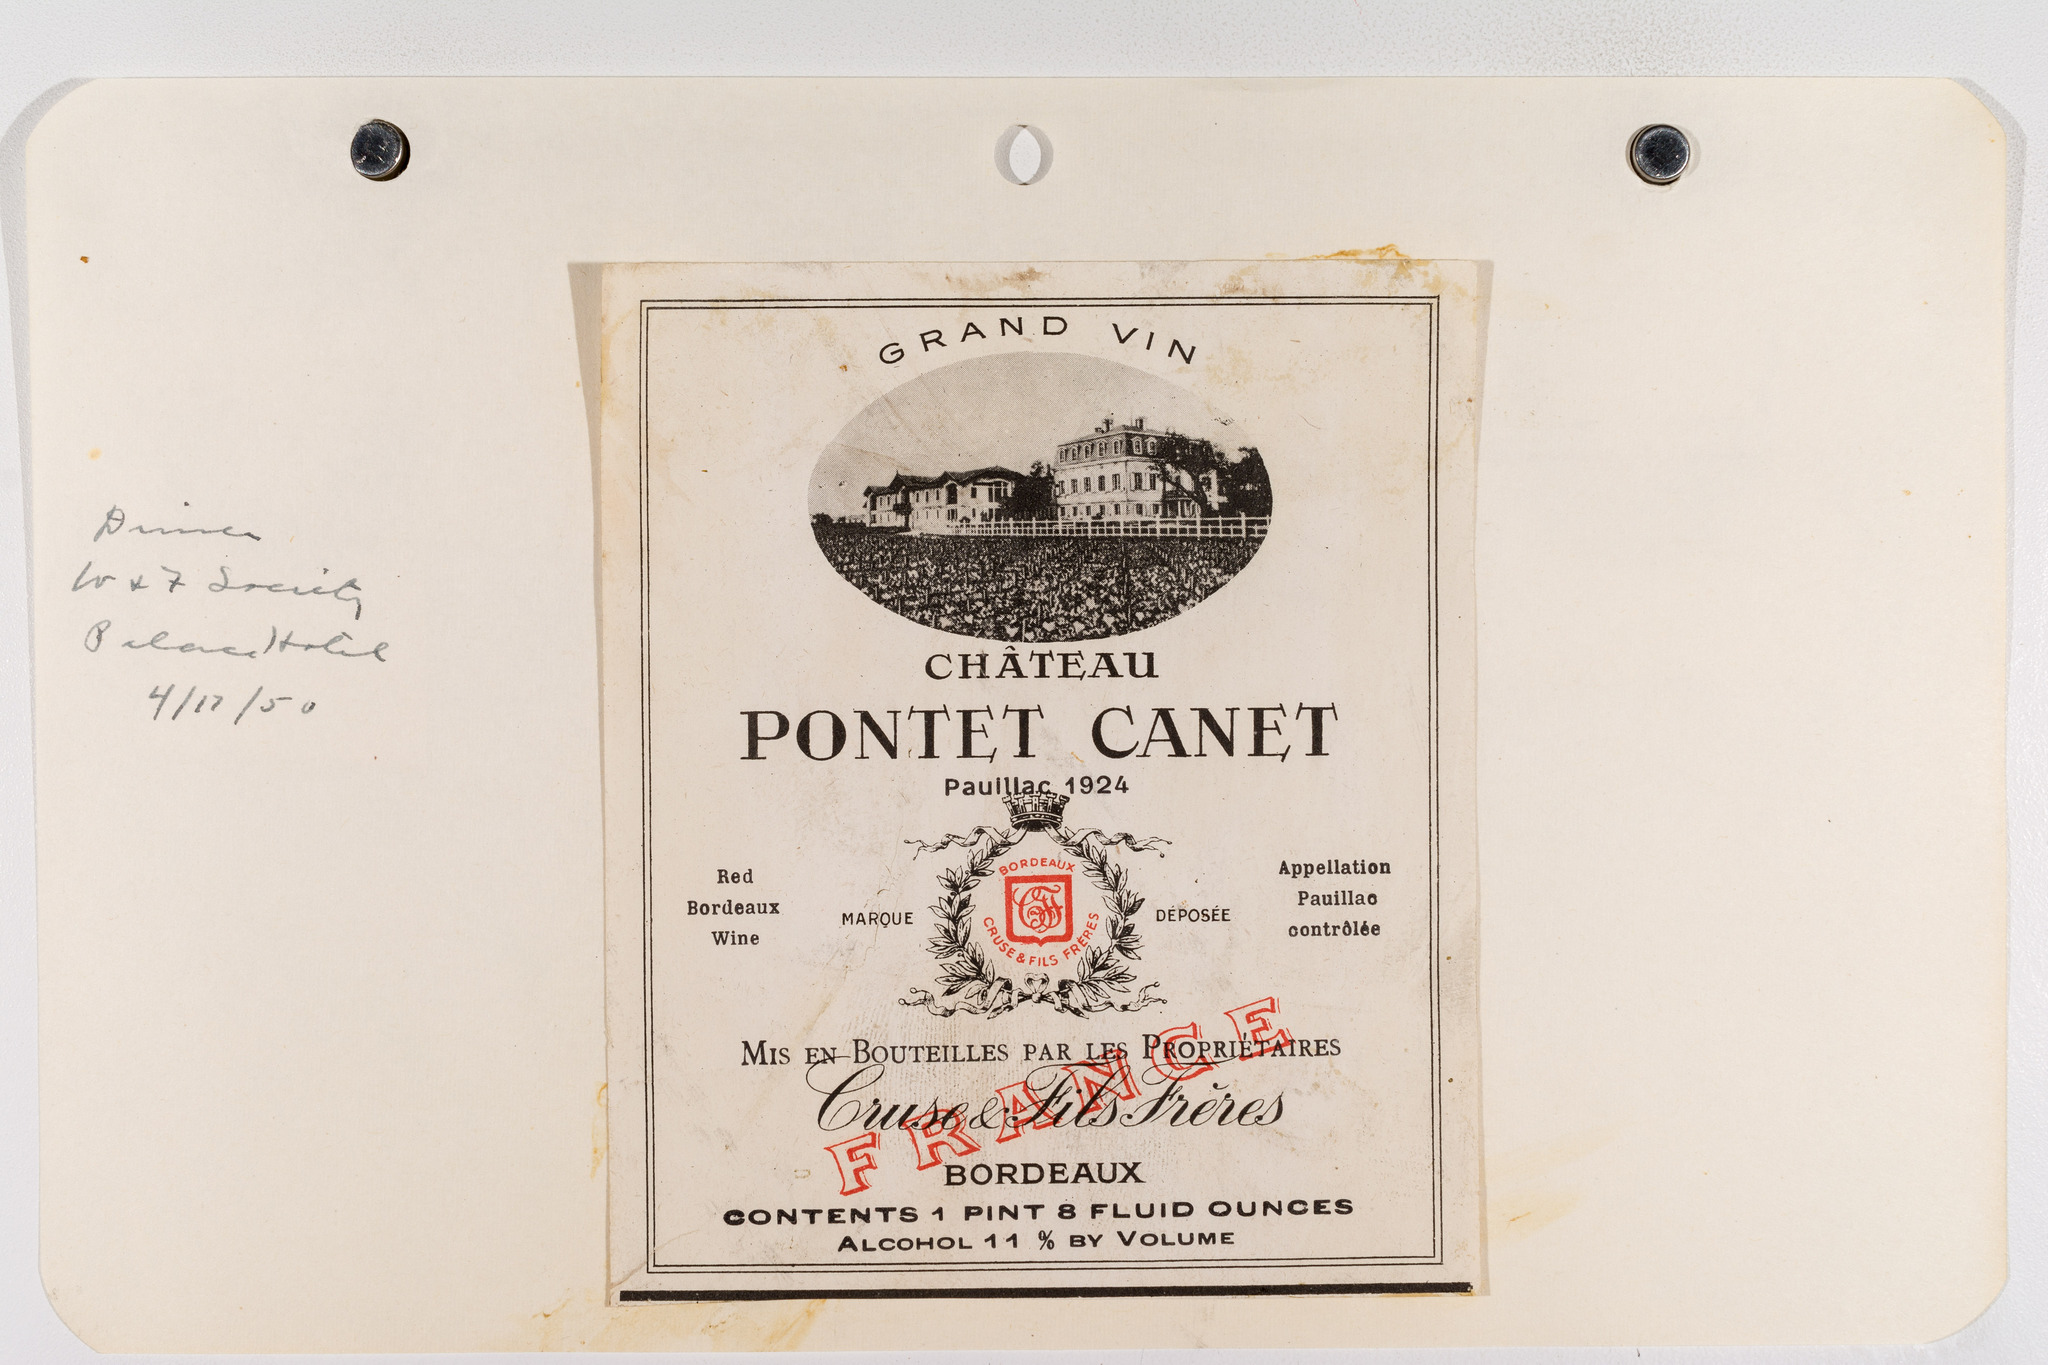 Dinner
W & F Society
Palace Hotel
4/17/50
GRAND VIN
CHÂTEAU
PONTET CANET
Pauillac 1924
Red
Bordeaux
Wine
MARQUE
BORDEAUX
CRUSE & FILS FRÈRES
DÉPOSÉE
Appellation
Pauillac
contrôlée
MIS EN BOUTEILLES PAR LES PROPRIÉTAIRES
Cruse & Fils Frères
FRANCE
BORDEAUX
CONTENTS 1 PINT 8 FLUID OUNCES
ALCOHOL 11 % BY VOLUME